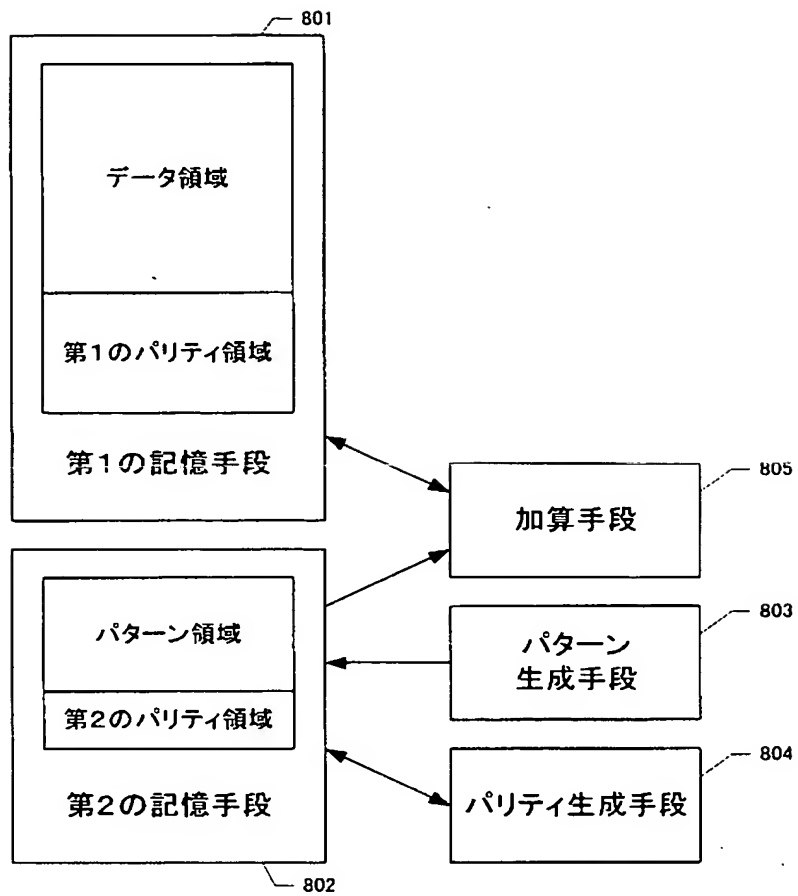 801
データ領域
第1のパリティ領域
第1の記憶手段
805
加算手段
803
パターン
生成手段
パターン領域
第2のパリティ領域
第2の記憶手段
804
パリティ生成手段
802